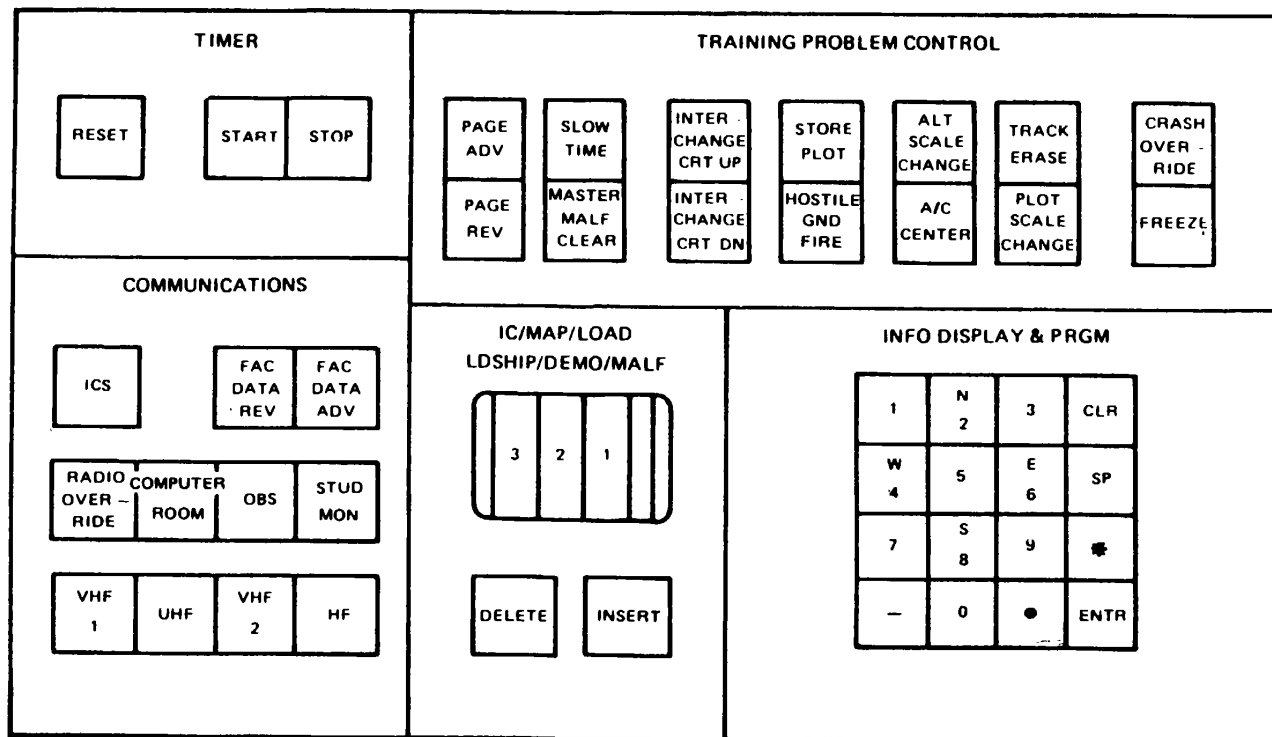 TIMER
RESET
START
STOP
TRAINING PROBLEM CONTROL
PAGE
ADV
SLOW
TIME
INTER -
CHANGE
CRT UP
STORE
PLOT
ALT
SCALE
CHANGE
TRACK
ERASE
CRASH
OVER -
RIDE
PAGE
REV
MASTER
MALF
CLEAR
INTER -
CHANGE
CRT DN
HOSTILE
GND
FIRE
A/C
CENTER
PLOT
SCALE
CHANGE
FREEZE
COMMUNICATIONS
ICS
FAC
DATA
REV
FAC
DATA
ADV
RADIO
OVER -
RIDE
COMPUTER
ROOM
OBS
STUD
MON
VHF
1
UHF
VHF
2
HF
IC/MAP/LOAD
LDSHIP/DEMO/MALF
3
2
1
DELETE
INSERT
INFO DISPLAY & PRGM
1
N
2
3
CLR
W
4
5
E
6
SP
7
S
8
9
*
-
0
●
ENTR